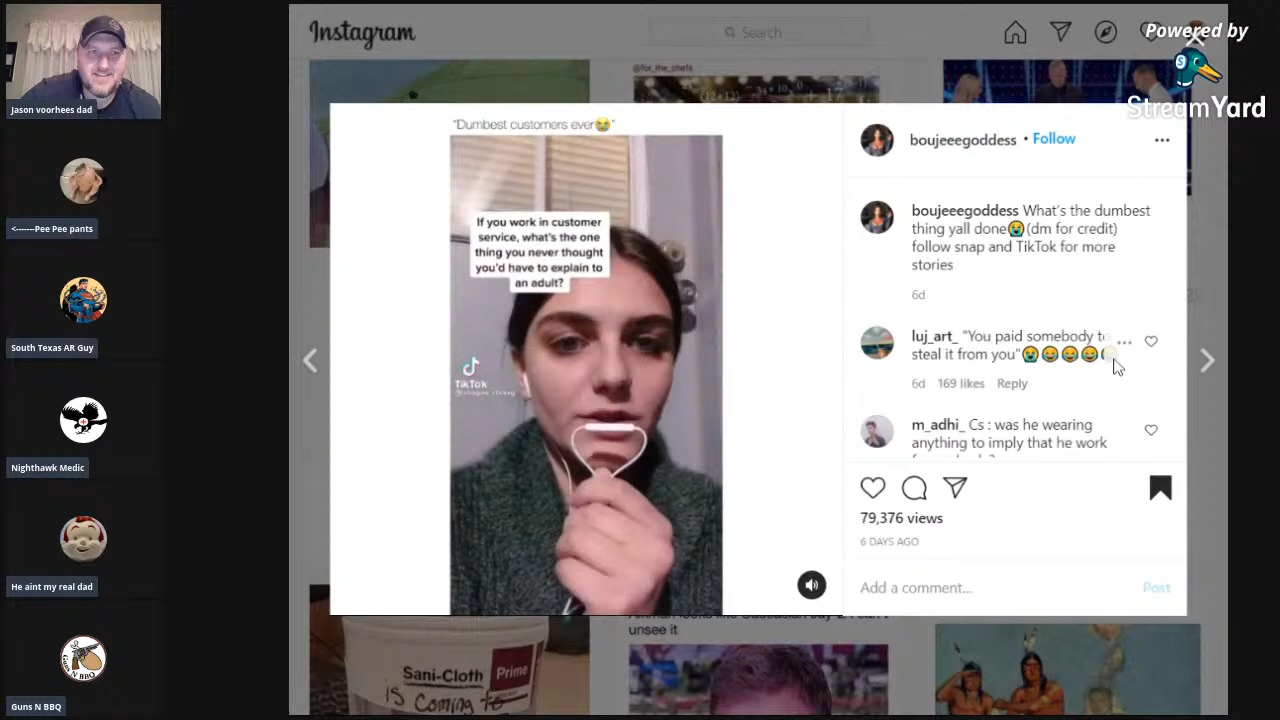 Jason voorhees dad
<------Pee Pee pants
South Texas AR Guy
Nighthawk Medic
He aint my real dad
Guns N BBQ
GUNS N BBQ
Instagram
Search
Powered by
StreamYard
@for_the_chefs
"Dumbest customers ever😭"
If you work in customer
service, what's the one
thing you never thought
you'd have to explain to
an adult?
TikTok
boujeeegoddess • Follow
boujeeegoddess What's the dumbest
thing yall done😭(dm for credit)
follow snap and TikTok for more
stories
6d
luj_art_ "You paid somebody to
steal it from you"😭😂😂😂
6d 169 likes Reply
m_adhi_ Cs : was he wearing
anything to imply that he work
79,376 views
6 DAYS AGO
Add a comment...
Post
unsee it
Sani-Cloth Prime
is Coming to